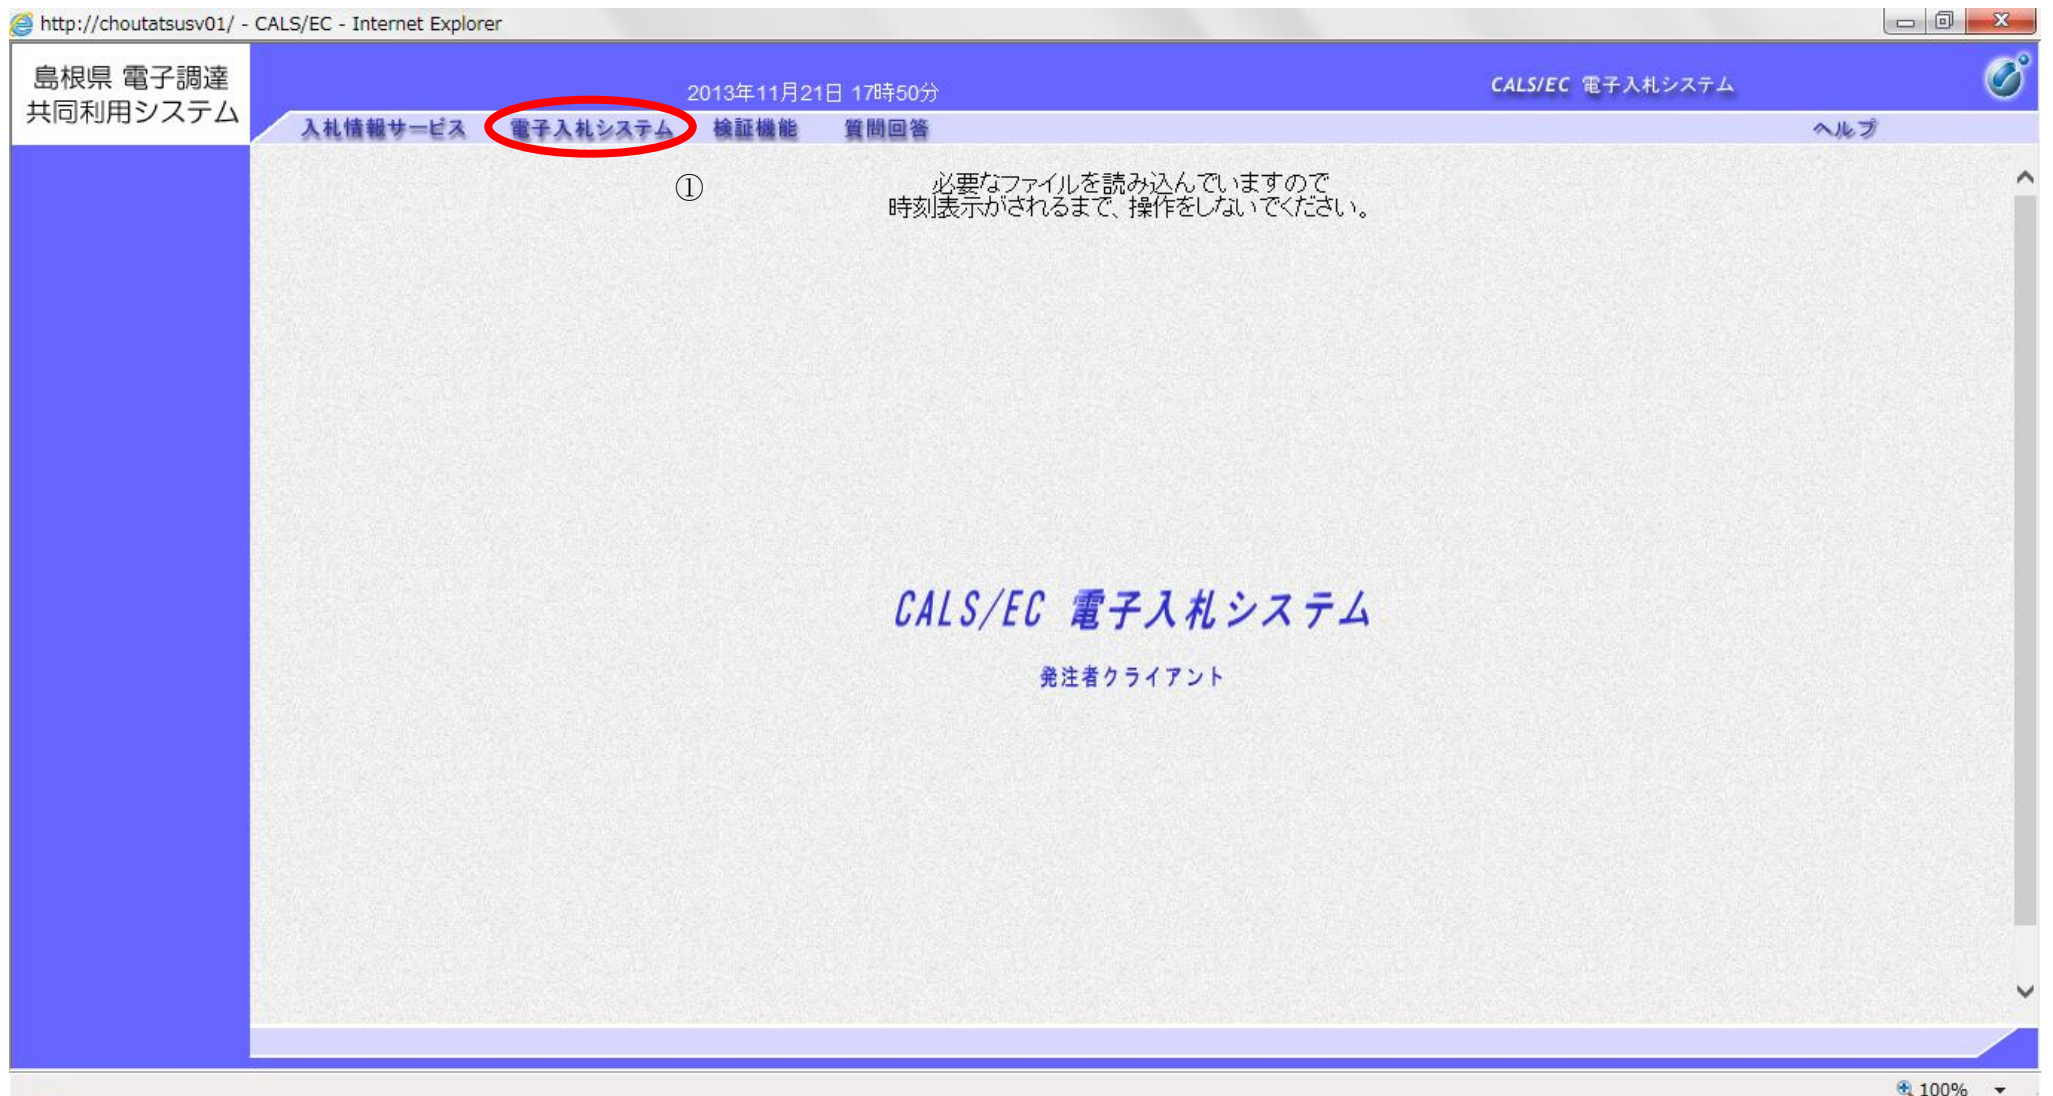 http://choutatsusv01/ - CALS/EC - Internet Explorer
島根県 電子調達
共同利用システム
2013年11月21日 17時50分
CALS/EC 電子入札システム
入札情報サービス 電子入札システム 検証機能 質問回答 ヘルプ
①
必要なファイルを読み込んでいますので
時刻表示がされるまで、操作をしないでください。
CALS/EC 電子入札システム
発注者クライアント
100%